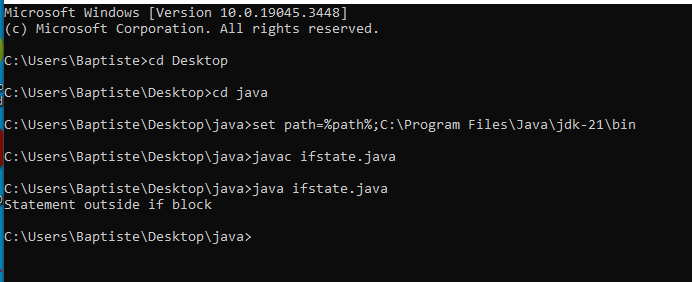 Microsoft Windows [Version 10.0.19045.3448]
(c) Microsoft Corporation. All rights reserved.
C:\Users\Baptiste>cd Desktop
C:\Users\Baptiste\Desktop>cd java
C:\Users\Baptiste\Desktop\java>set path=%path%;C:\Program Files\Java\jdk-21\bin
C:\Users\Baptiste\Desktop\java>javac ifstate.java
C:\Users\Baptiste\Desktop\java>java ifstate.java
Statement outside if block
C:\Users\Baptiste\Desktop\java>